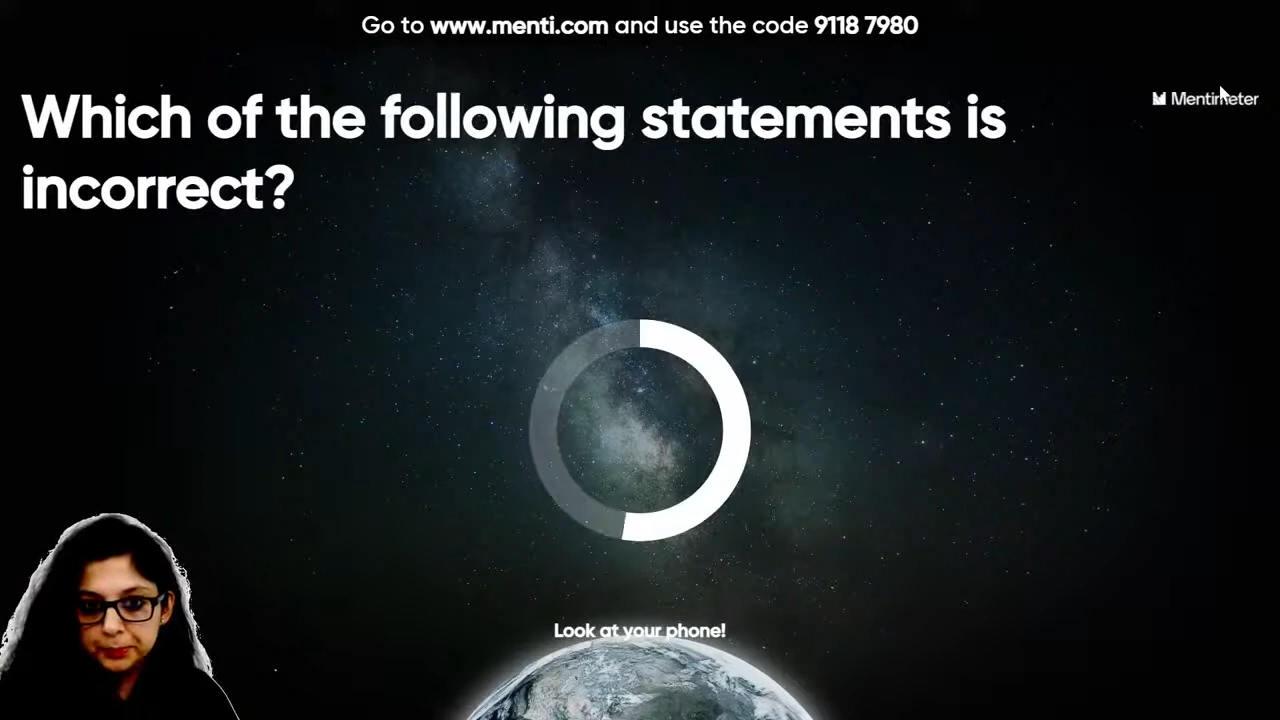 Go to www.menti.com and use the code 9118 7980
Mentimeter
Which of the following statements is
incorrect?
Look at your phone!